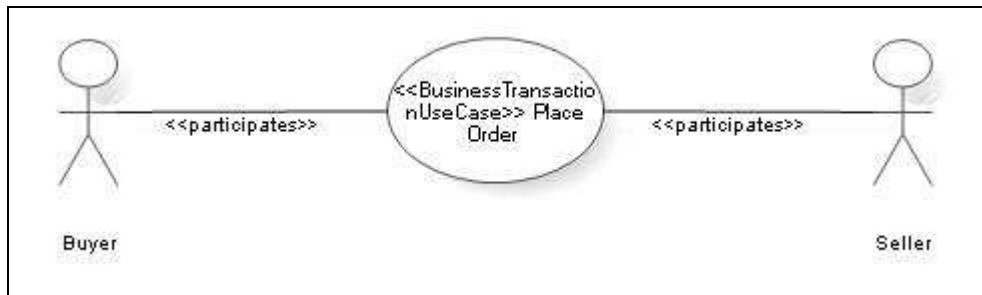 <<BusinessTransactio
nUseCase>> Place
Order
<<participates>>
<<participates>>
Buyer
Seller